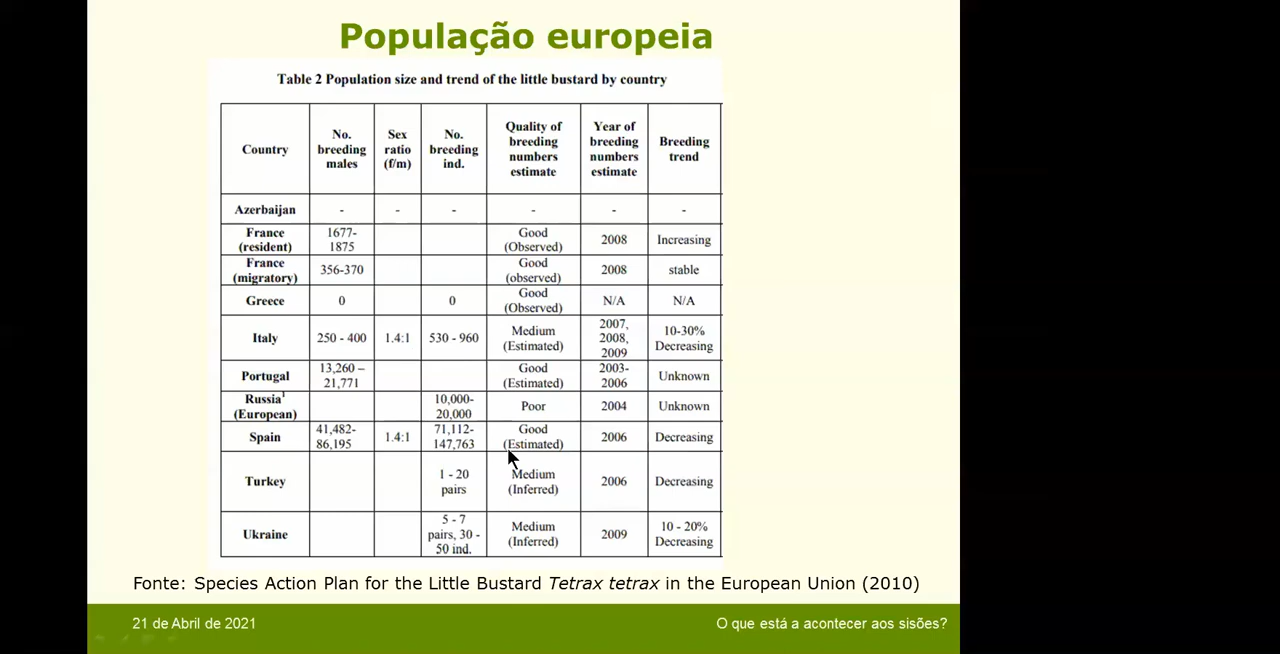 População europeia
Table 2 Population size and trend of the little bustard by country
Country | No. breeding males | Sex ratio (f/m) | No. breeding ind. | Quality of breeding numbers estimate | Year of breeding numbers estimate | Breeding trend
Azerbaijan | - | - | - | - | - | -
France (resident) | 1677-1875 | | | Good (Observed) | 2008 | Increasing
France (migratory) | 356-370 | | | Good (observed) | 2008 | stable
Greece | 0 | | 0 | Good (Observed) | N/A | N/A
Italy | 250 - 400 | 1.4:1 | 530 - 960 | Medium (Estimated) | 2007, 2008, 2009 | 10-30% Decreasing
Portugal | 13,260 – 21,771 | | | Good (Estimated) | 2003-2006 | Unknown
Russia¹ (European) | | | 10,000-20,000 | Poor | 2004 | Unknown
Spain | 41,482-86,195 | 1.4:1 | 71,112-147,763 | Good (Estimated) | 2006 | Decreasing
Turkey | | | 1 - 20 pairs | Medium (Inferred) | 2006 | Decreasing
Ukraine | | | 5 - 7 pairs, 30 - 50 ind. | Medium (Inferred) | 2009 | 10 - 20% Decreasing
Fonte: Species Action Plan for the Little Bustard Tetrax tetrax in the European Union (2010)
21 de Abril de 2021
O que está a acontecer aos sisões?